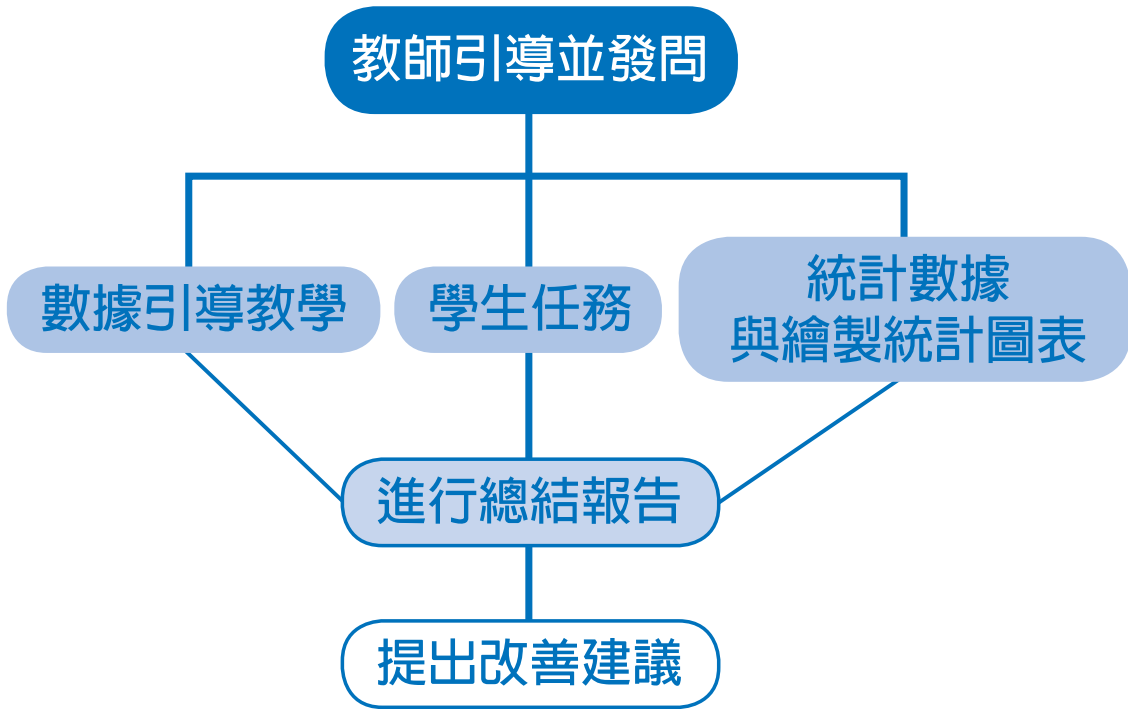 教師引導並發問
數據引導教學
學生任務
統計數據
與繪製統計圖表
進行總結報告
提出改善建議